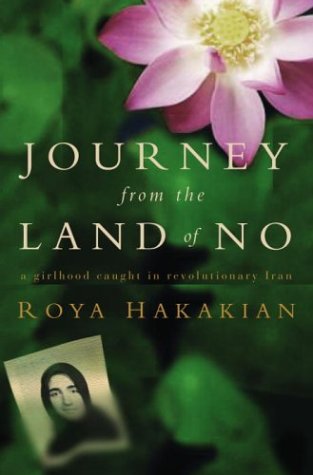 JOURNEY
from the
LAND of NO
a girlhood caught in revolutionary Iran
ROYA HAKAKIAN